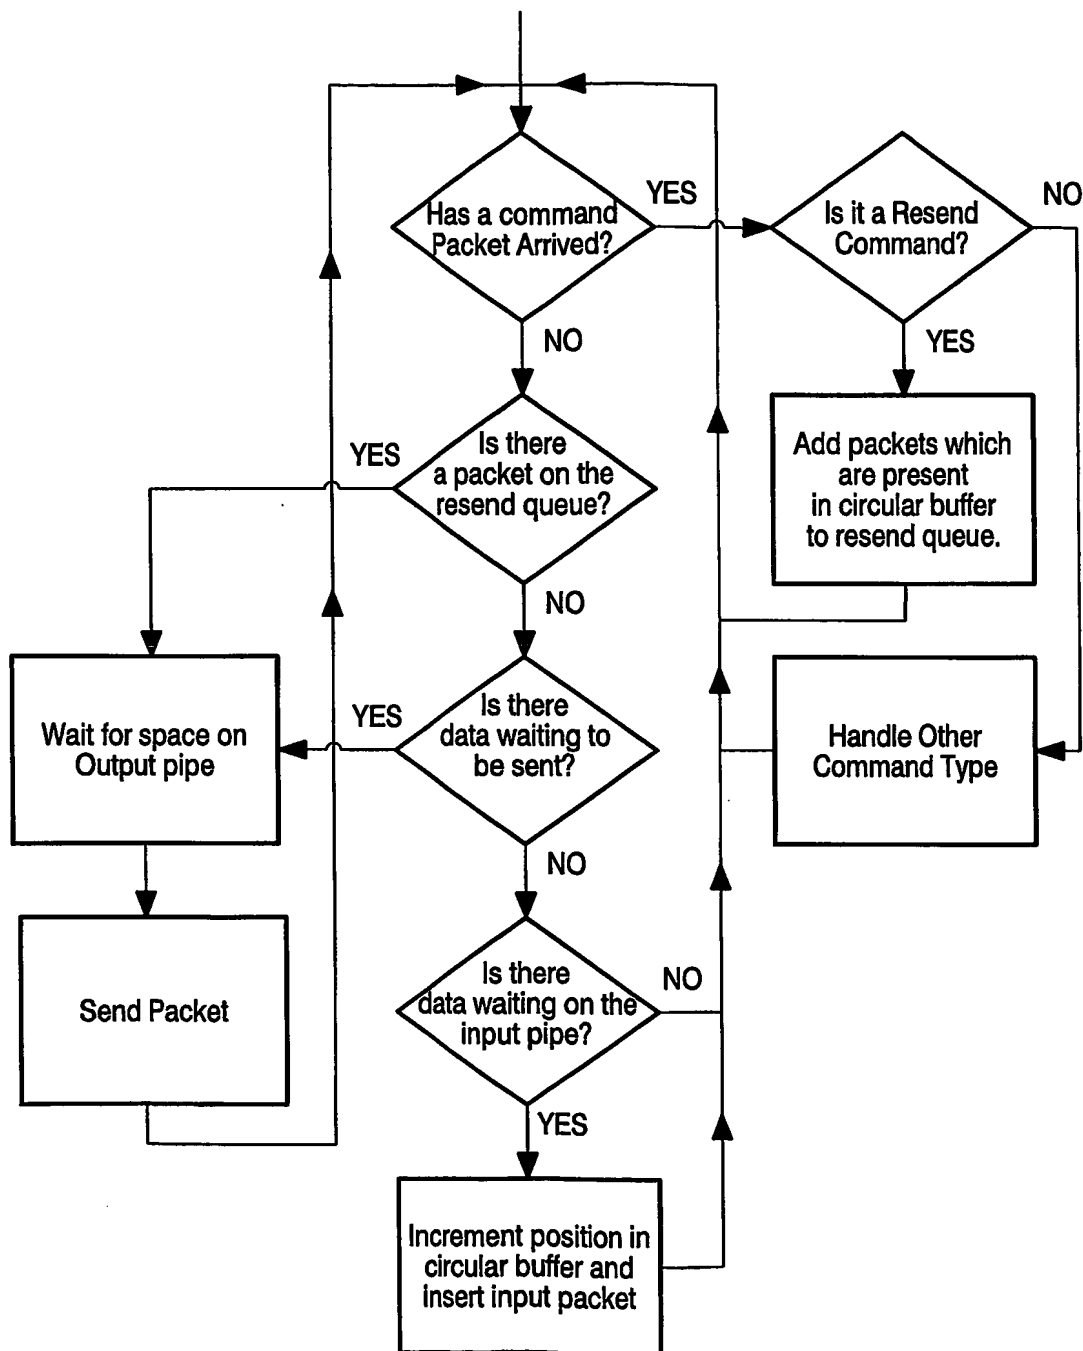 Has a command
Packet Arrived?
YES
Is it a Resend
Command?
NO
NO
YES
Is there
a packet on the
resend queue?
YES
Add packets which
are present
in circular buffer
to resend queue.
NO
Wait for space on
Output pipe
YES
Is there
data waiting to
be sent?
Handle Other
Command Type
NO
Send Packet
Is there
data waiting on the
input pipe?
NO
YES
Increment position in
circular buffer and
insert input packet